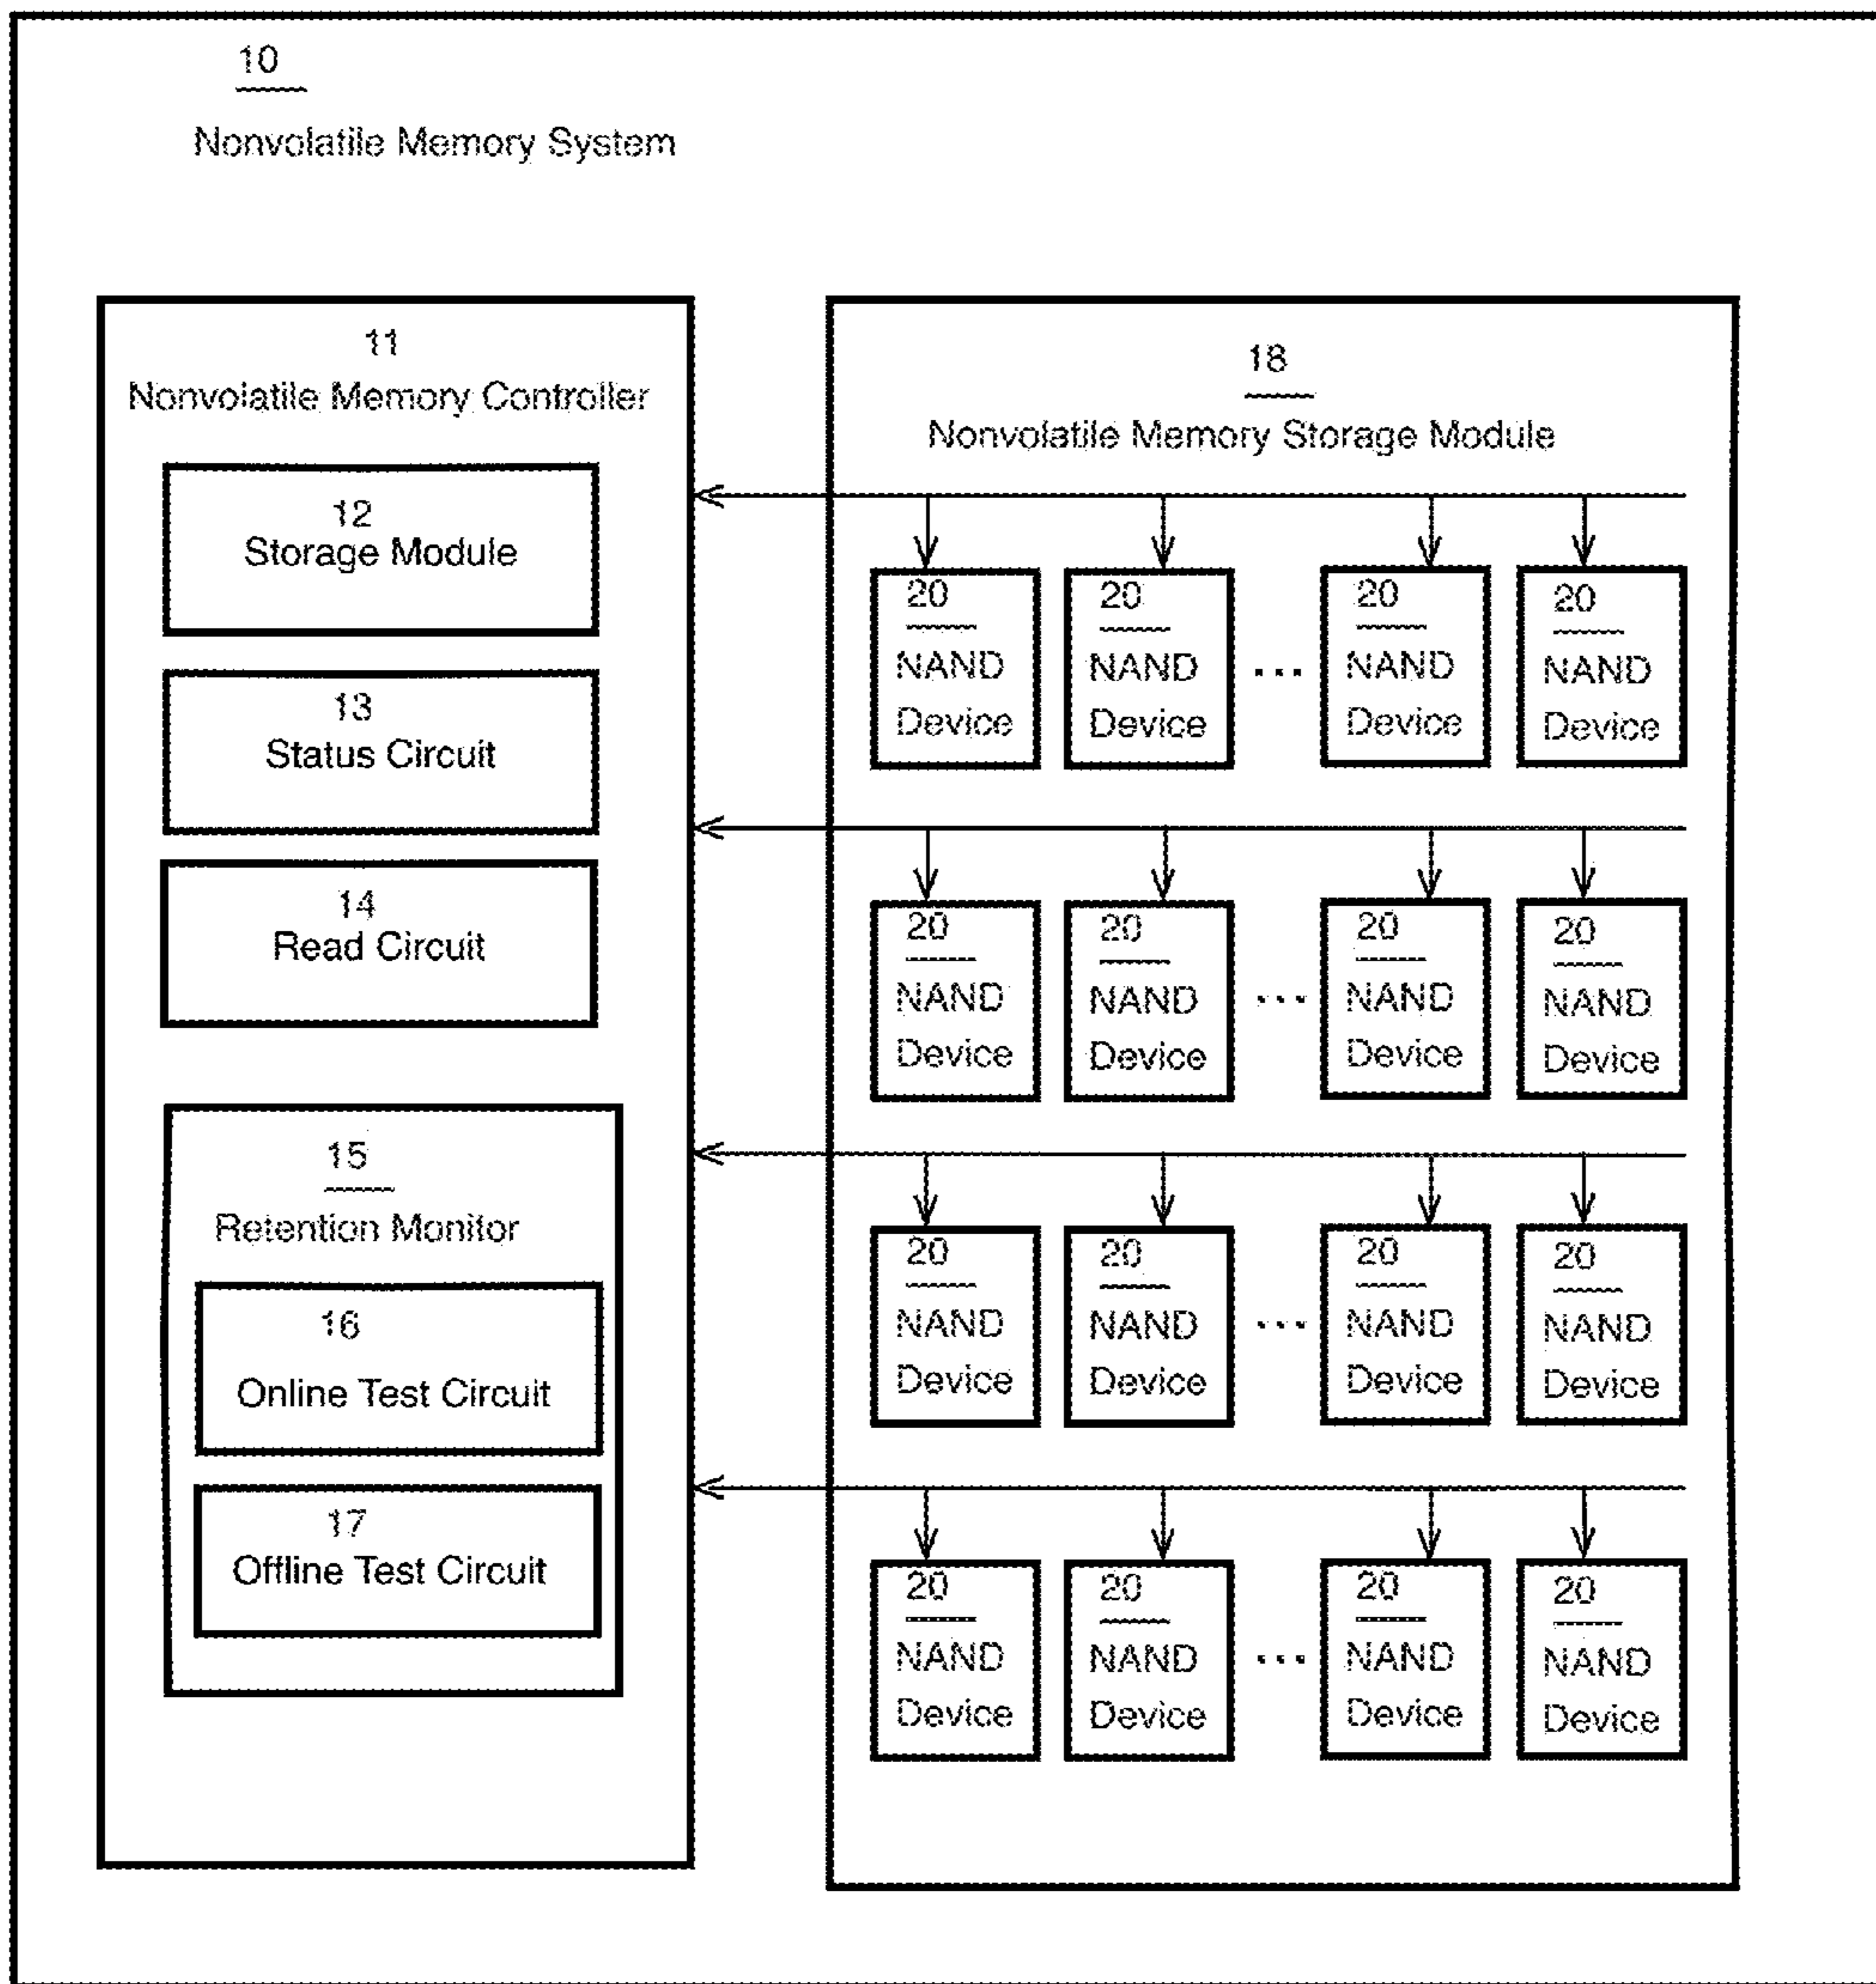 10
Nonvolatile Memory System
11
Nonvolatile Memory Controller
12
Storage Module
13
Status Circuit
14
Read Circuit
15
Retention Monitor
16
Online Test Circuit
17
Offline Test Circuit
18
Nonvolatile Memory Storage Module
20 20 20 20
NAND NAND ... NAND NAND
Device Device Device Device
20 20 20 20
NAND NAND ... NAND NAND
Device Device Device Device
20 20 20 20
NAND NAND ... NAND NAND
Device Device Device Device
20 20 20 20
NAND NAND ... NAND NAND
Device Device Device Device